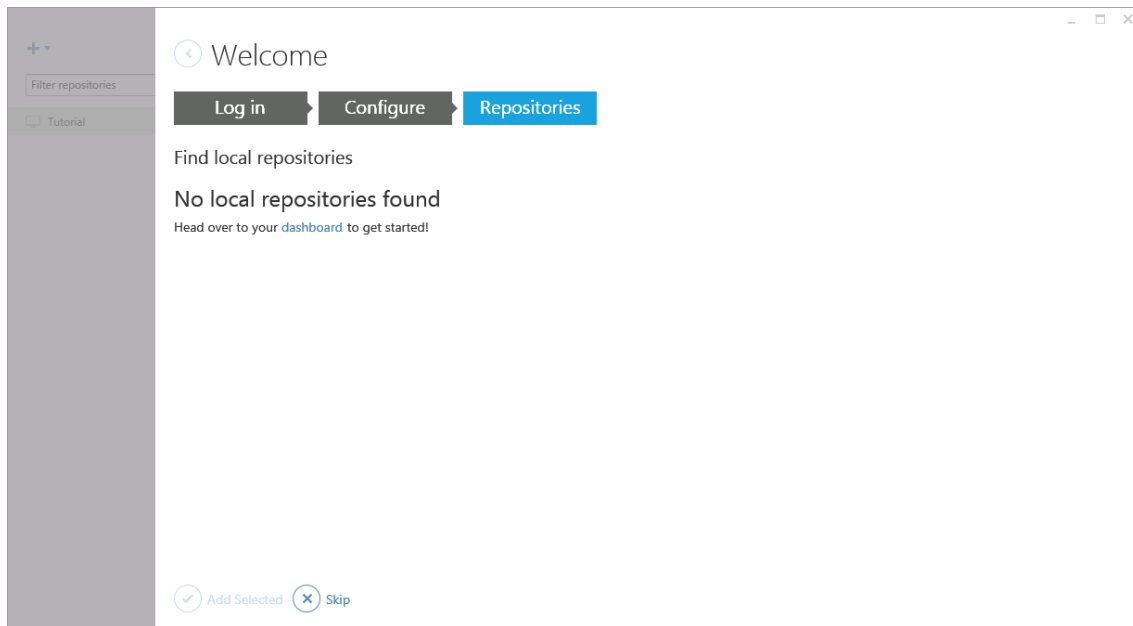 Welcome
Filter repositories
Tutorial
Log in
Configure
Repositories
Find local repositories
No local repositories found
Head over to your dashboard to get started!
Add Selected
Skip